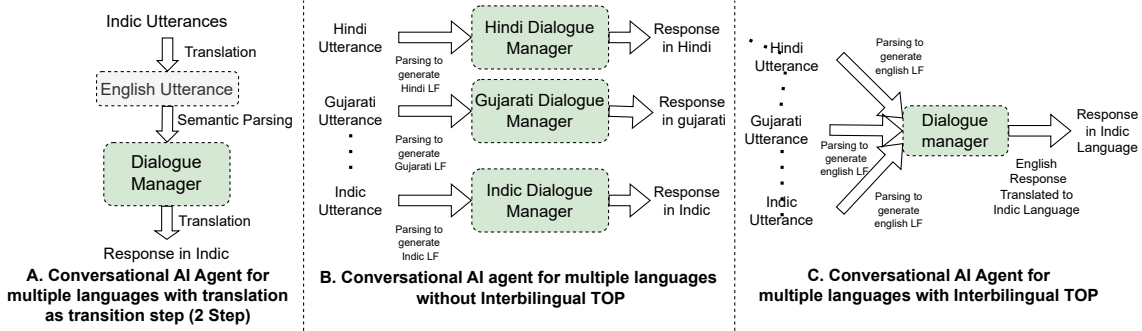 Indic Utterances
Translation
English Utterance
Semantic Parsing
Dialogue
Manager
Translation
Response in Indic
A. Conversational AI Agent for
multiple languages with translation
as transition step (2 Step)
Hindi
Utterance
Parsing to
generate
Hindi LF
Hindi Dialogue
Manager
Response
in Hindi
Gujarati
Utterance
Parsing to
generate
Gujarati LF
Gujarati Dialogue
Manager
Response
in gujarati
Indic
Utterance
Parsing to
generate
Indic LF
Indic Dialogue
Manager
Response
in Indic
B. Conversational AI agent for multiple languages
without Interbilingual TOP
Hindi
Utterance
Parsing to
generate
english LF
Gujarati
Utterance
Parsing to
generate
english LF
Indic
Utterance
Parsing to
generate
english LF
Dialogue
manager
English
Response
Translated to
Indic Language
Response
in Indic
Language
C. Conversational AI Agent for
multiple languages with Interbilingual TOP